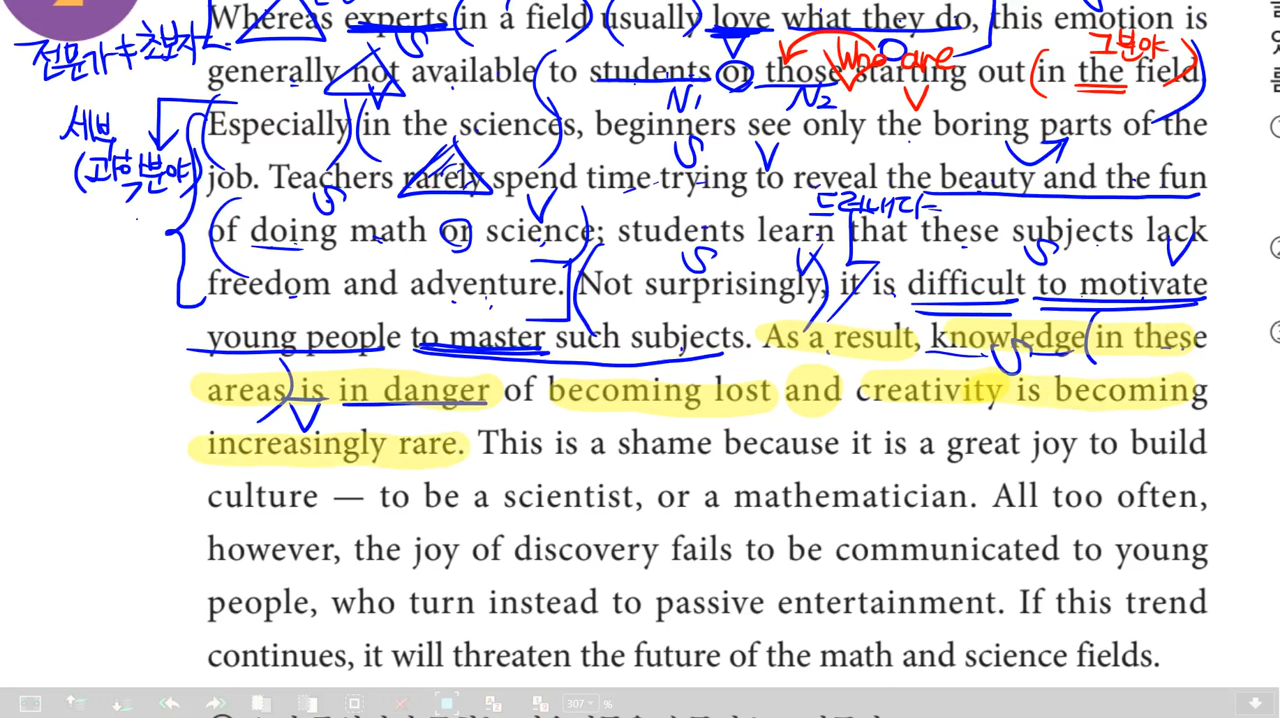 Whereas experts in a field usually love what they do, this emotion is
전문가 ↔ 초보자
who are
그분야
generally not available to students or those starting out in the field.
N1 N2
V
세부
(과학분야)
Especially in the sciences, beginners see only the boring parts of the
S V
job. Teachers rarely spend time trying to reveal the beauty and the fun
S V 드러내다
of doing math or science; students learn that these subjects lack
S V S V
freedom and adventure. Not surprisingly, it is difficult to motivate
young people to master such subjects. As a result, knowledge in these
S
areas is in danger of becoming lost and creativity is becoming
V
increasingly rare. This is a shame because it is a great joy to build
culture — to be a scientist, or a mathematician. All too often,
however, the joy of discovery fails to be communicated to young
people, who turn instead to passive entertainment. If this trend
continues, it will threaten the future of the math and science fields.
307 %